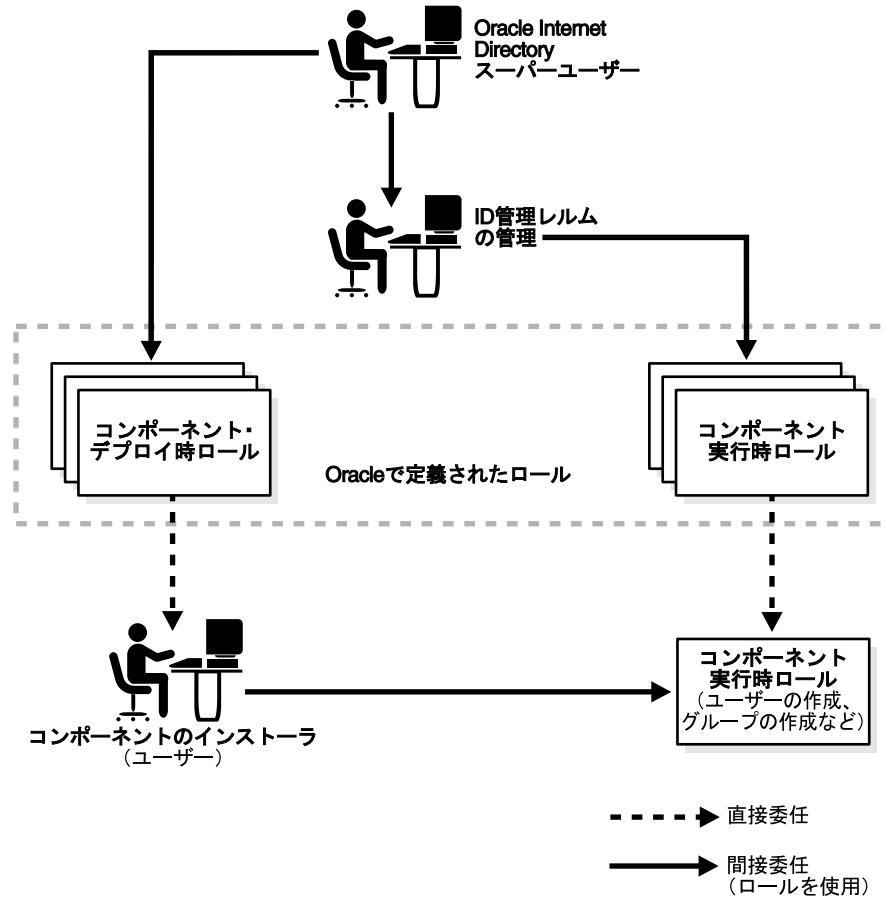 Oracle Internet
Directory
スーパーユーザー
ID管理レルム
の管理
コンポーネント・
デプロイ時ロール
Oracleで定義されたロール
コンポーネント
実行時ロール
コンポーネントのインストーラ
（ユーザー）
コンポーネント
実行時ロール
（ユーザーの作成、
グループの作成など）
直接委任
間接委任
（ロールを使用）